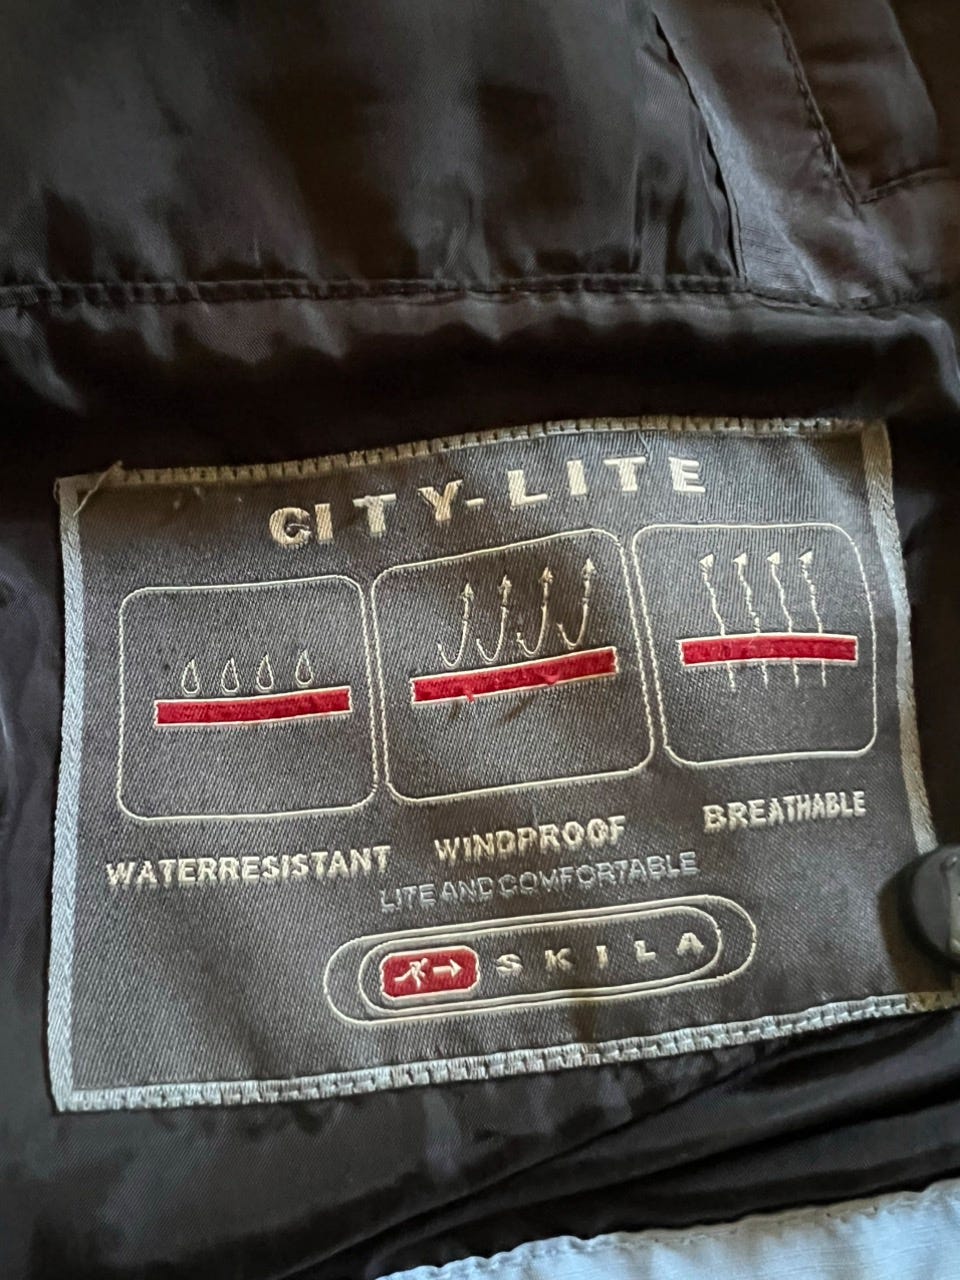 CITY-LITE
WATERRESISTANT
WINDPROOF
BREATHABLE
LITE AND COMFORTABLE
SKILA